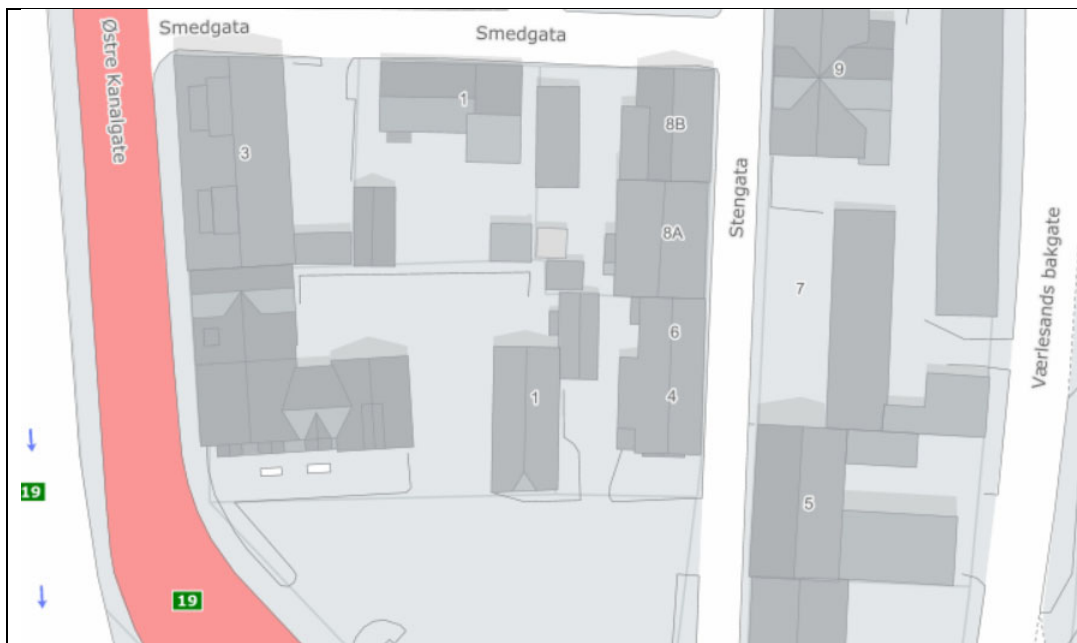 Smedgata
Smedgata
Østre Kanalgate
9
1
8B
3
Stengata
8A
7
Værlesands bakgate
6
1
4
19
5
19